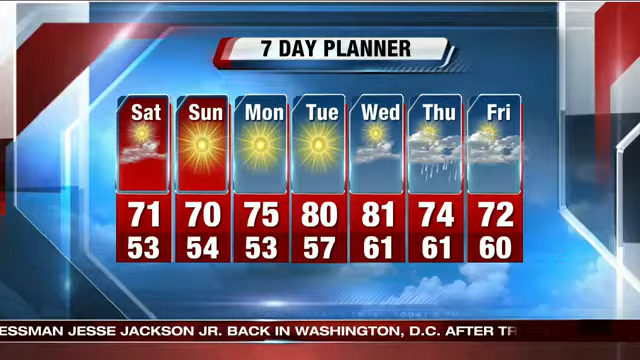 7 DAY PLANNER
Sat Sun Mon Tue Wed Thu Fri
71 70 75 80 81 74 72
53 54 53 57 61 61 60
ESSMAN JESSE JACKSON JR. BACK IN WASHINGTON, D.C. AFTER TR